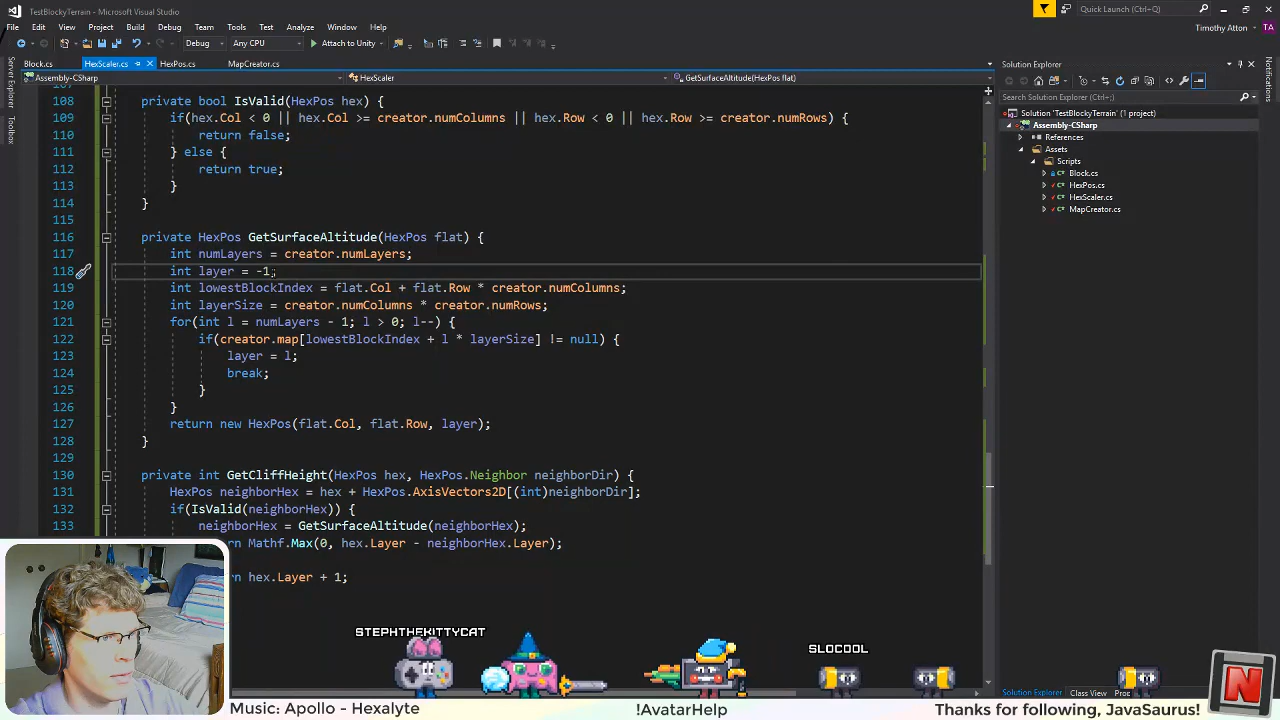 TestBlockyTerrain - Microsoft Visual Studio
Quick Launch (Ctrl+Q)
File Edit View Project Build Debug Team Tools Test Analyze Window Help
Timothy Atton TA
Debug Any CPU Attach to Unity
Block.cs HexScaler.cs HexPos.cs MapCreator.cs
Assembly-CSharp HexScaler GetSurfaceAltitude(HexPos flat)
Server Explorer
Toolbox
107
108 private bool IsValid(HexPos hex) {
109 if(hex.Col < 0 || hex.Col >= creator.numColumns || hex.Row < 0 || hex.Row >= creator.numRows) {
110 return false;
111 } else {
112 return true;
113 }
114 }
115
116 private HexPos GetSurfaceAltitude(HexPos flat) {
117 int numLayers = creator.numLayers;
118 int layer = -1;
119 int lowestBlockIndex = flat.Col + flat.Row * creator.numColumns;
120 int layerSize = creator.numColumns * creator.numRows;
121 for(int l = numLayers - 1; l > 0; l--) {
122 if(creator.map[lowestBlockIndex + l * layerSize] != null) {
123 layer = l;
124 break;
125 }
126 }
127 return new HexPos(flat.Col, flat.Row, layer);
128 }
129
130 private int GetCliffHeight(HexPos hex, HexPos.Neighbor neighborDir) {
131 HexPos neighborHex = hex + HexPos.AxisVectors2D[(int)neighborDir];
132 if(IsValid(neighborHex)) {
133 neighborHex = GetSurfaceAltitude(neighborHex);
rn Mathf.Max(0, hex.Layer - neighborHex.Layer);
rn hex.Layer + 1;
Solution Explorer
Search Solution Explorer (Ctrl+;)
Solution 'TestBlockyTerrain' (1 project)
Assembly-CSharp
References
Assets
Scripts
Block.cs
HexPos.cs
HexScaler.cs
MapCreator.cs
Notifications
Solution Explorer Class View
STEPHTHEKITTYCAT
SLOCOOL
N
Music: Apollo - Hexalyte
!AvatarHelp
Thanks for following, JavaSaurus!